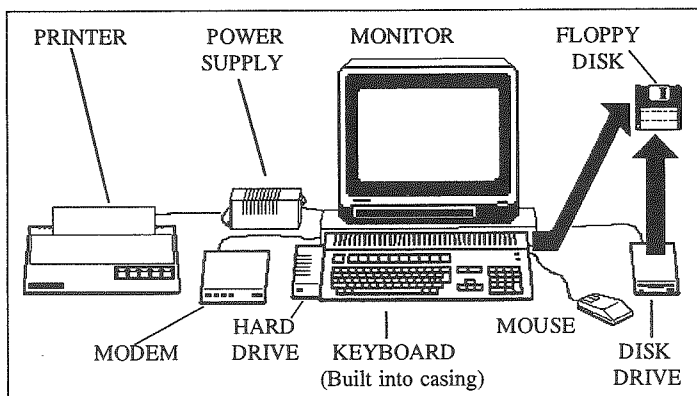 PRINTER
POWER
SUPPLY
MONITOR
FLOPPY
DISK
MODEM
HARD
DRIVE
KEYBOARD
(Built into casing)
MOUSE
DISK
DRIVE